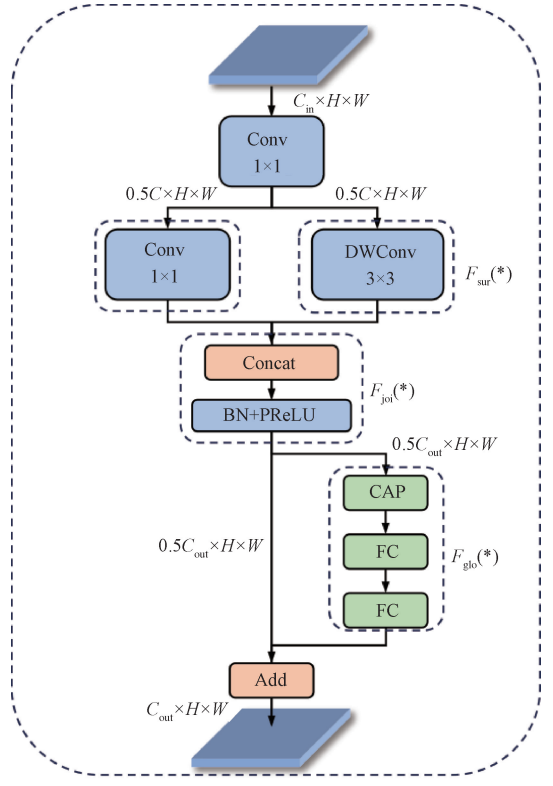 C_in×H×W
Conv
1×1
0.5C×H×W
0.5C×H×W
Conv
1×1
DWConv
3×3
F_sur(*)
Concat
BN+PReLU
F_joi(*)
0.5C_out×H×W
CAP
FC
FC
F_glo(*)
0.5C_out×H×W
Add
C_out×H×W